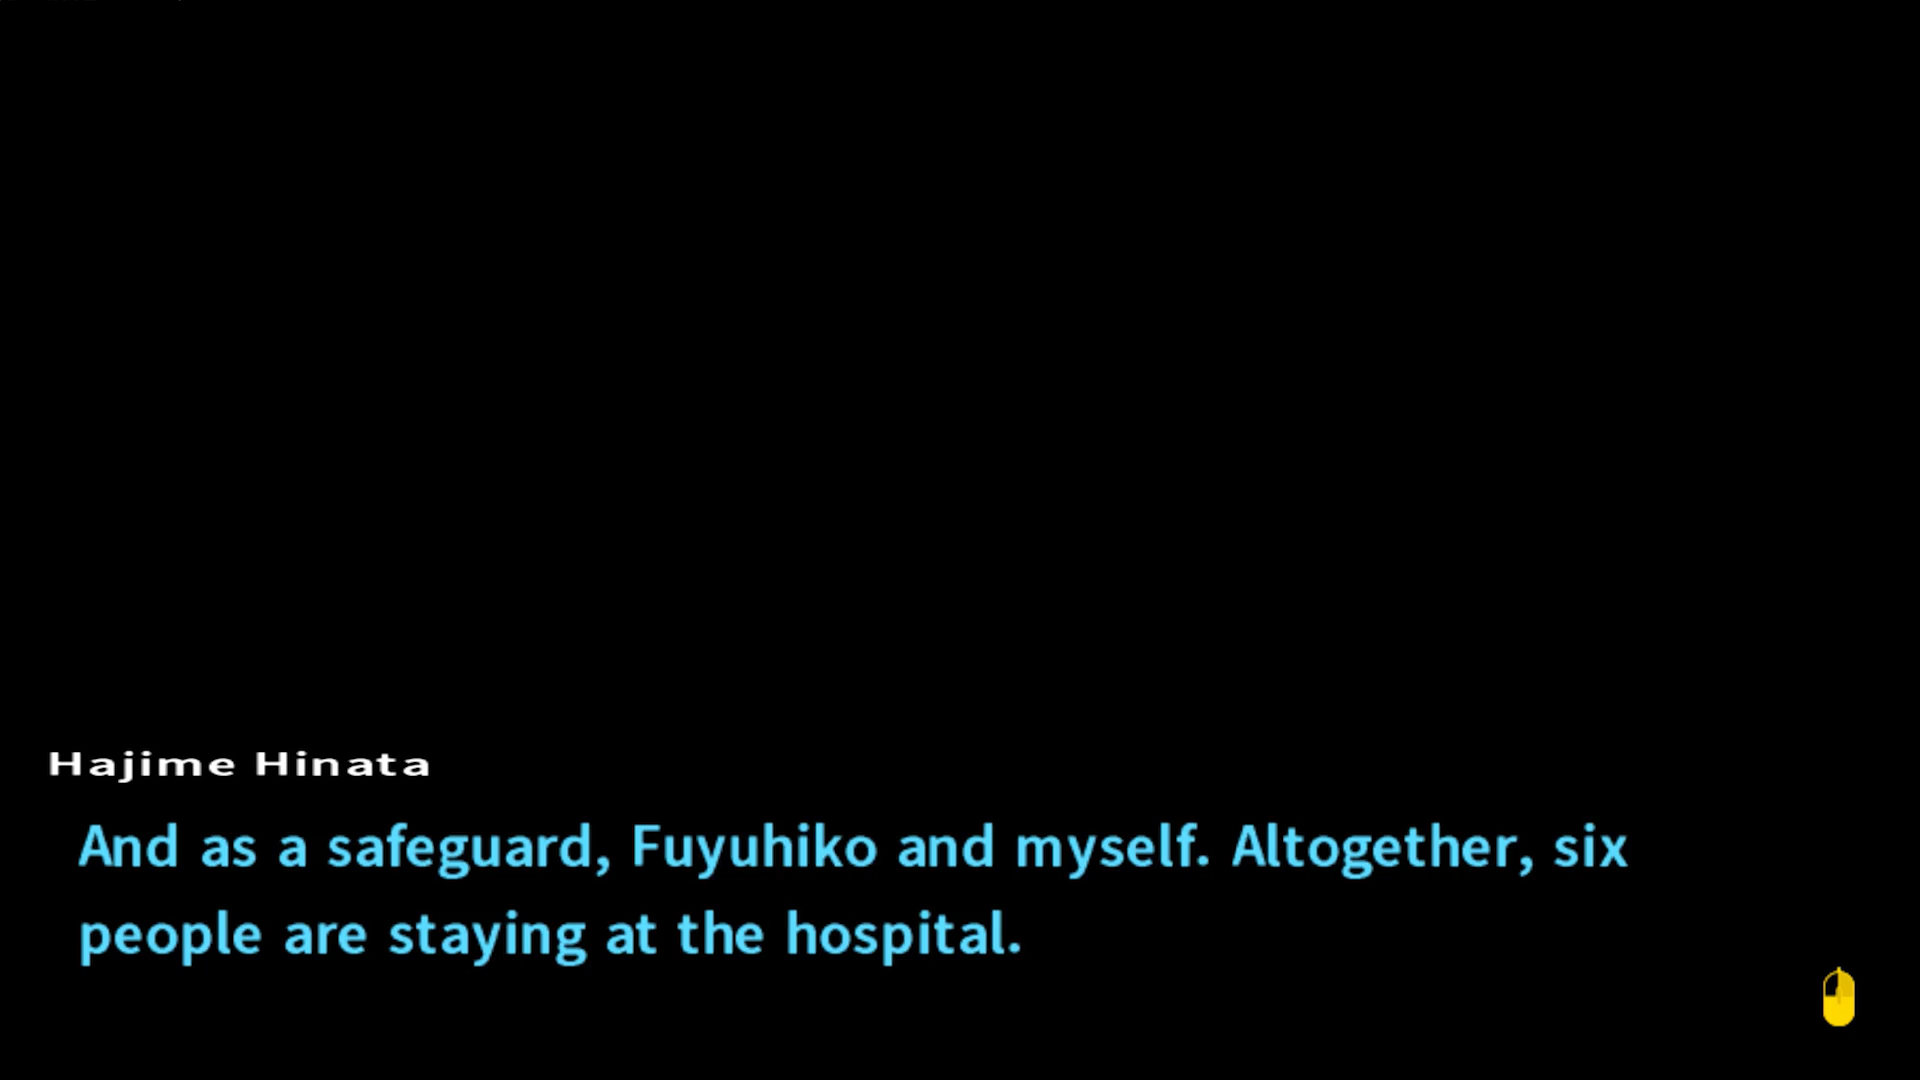 Hajime Hinata
And as a safeguard, Fuyuhiko and myself. Altogether, six
people are staying at the hospital.